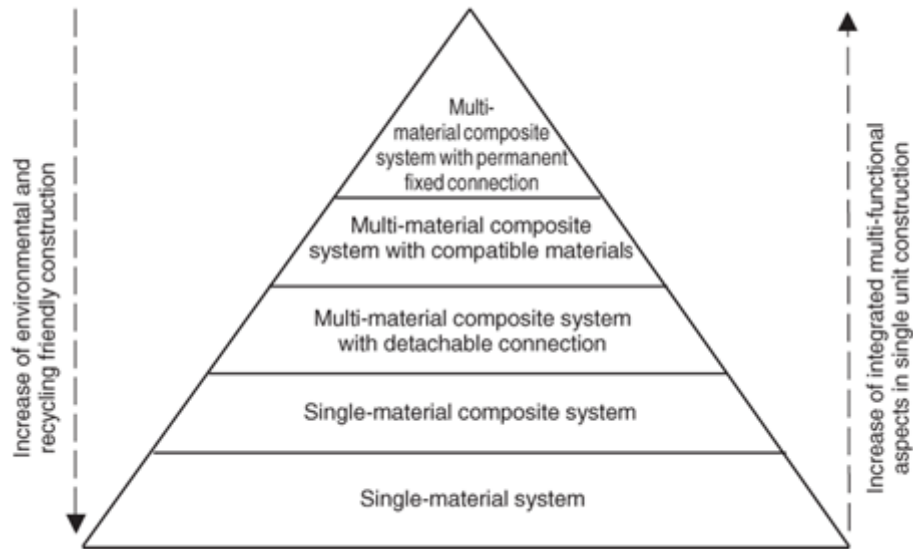 Increase of environmental and
recycling friendly construction
Multi-
material composite
system with permanent
fixed connection
Multi-material composite
system with compatible materials
Multi-material composite system
with detachable connection
Single-material composite system
Single-material system
Increase of integrated multi-functional
aspects in single unit construction